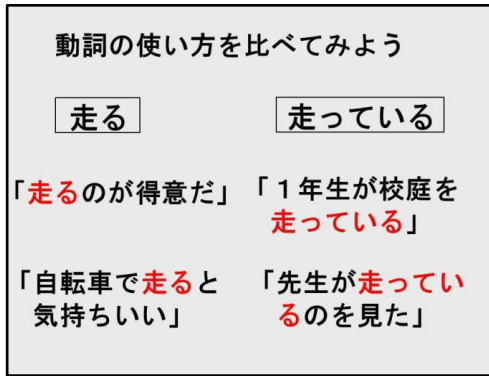 動詞の使い方を比べてみよう
走る
「走るのが得意だ」
「自転車で走ると
気持ちいい」
走っている
「１年生が校庭を
走っている」
「先生が走ってい
るのを見た」